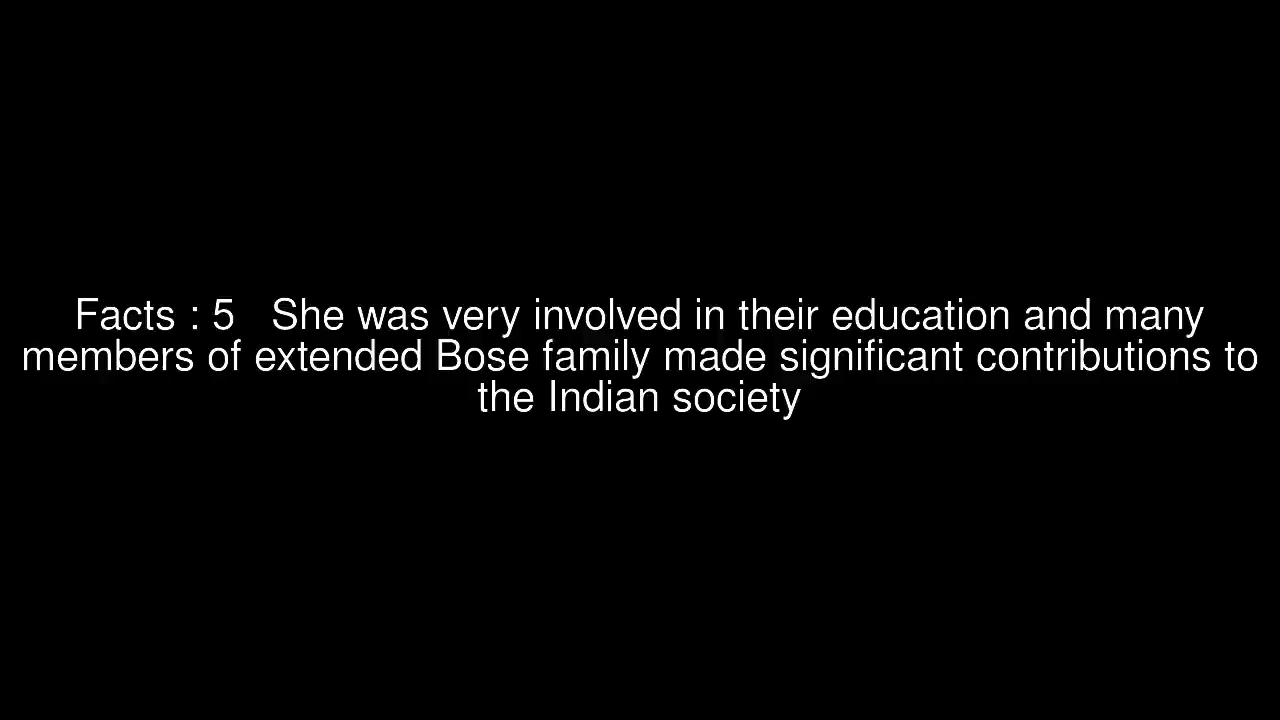 Facts : 5   She was very involved in their education and many
members of extended Bose family made significant contributions to
the Indian society